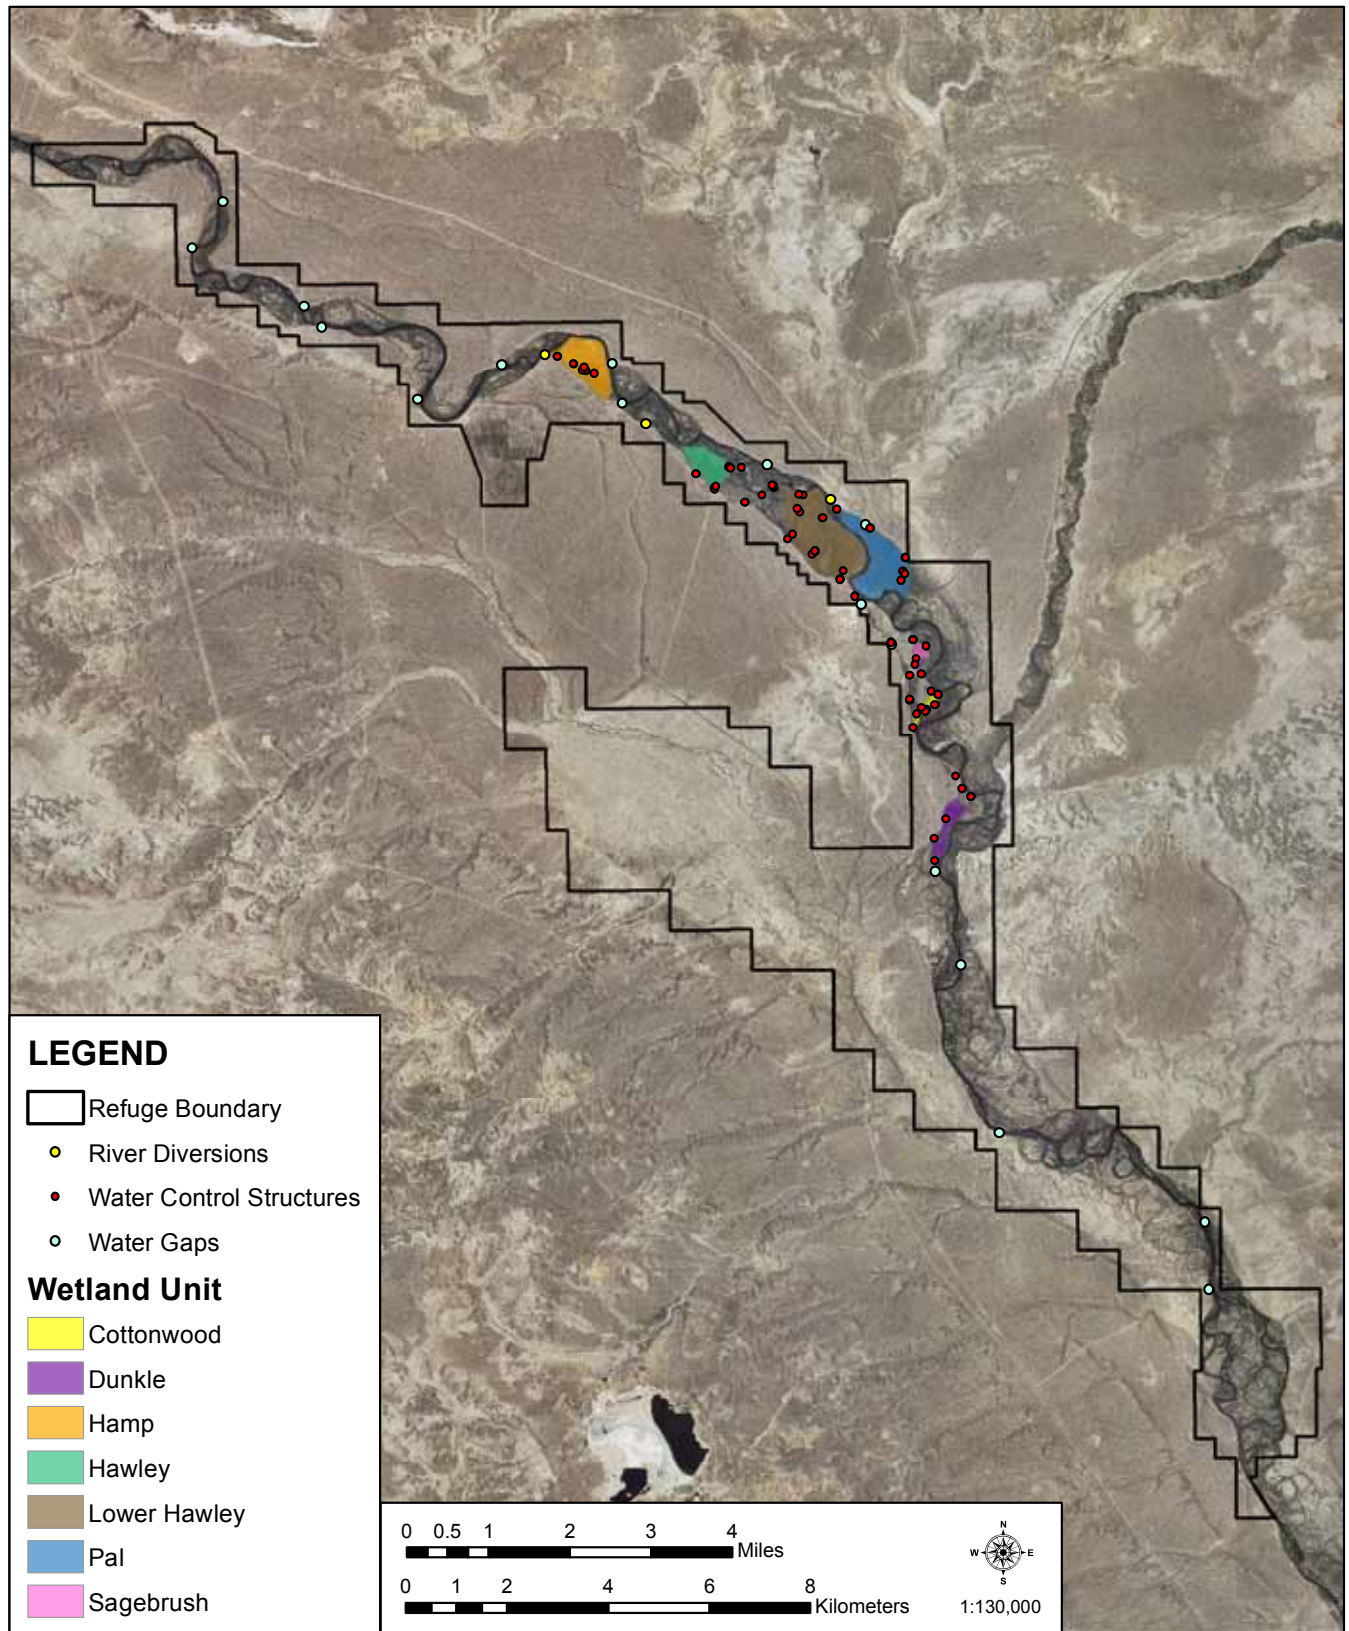 LEGEND
Refuge Boundary
River Diversions
Water Control Structures
Water Gaps
Wetland Unit
Cottonwood
Dunkle
Hamp
Hawley
Lower Hawley
Pal
Sagebrush
0 0.5 1 2 3 4
Miles
0 1 2 4 6 8
Kilometers
N
W E
S
1:130,000